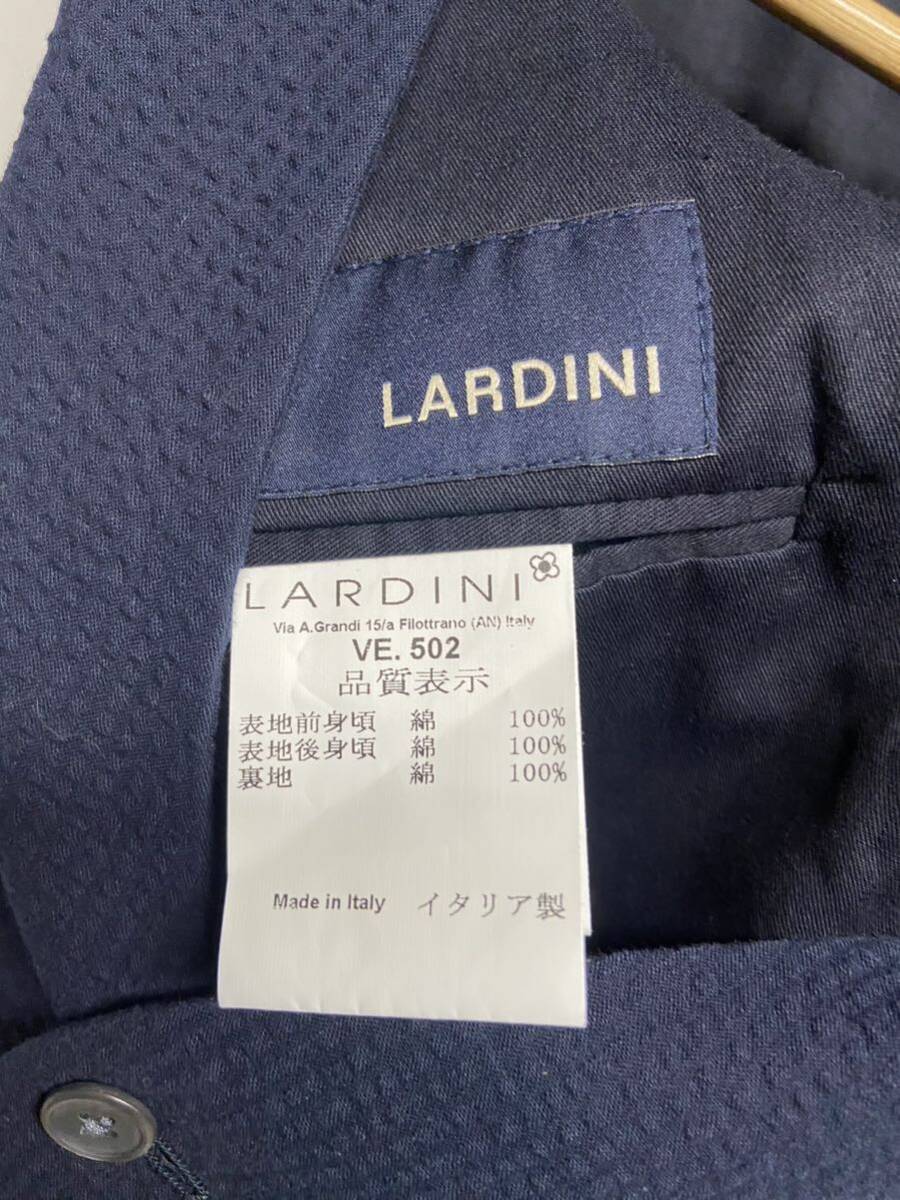 LARDINI
LARDINI
Via A.Grandi 15/a Filottrano (AN) Italy
VE. 502
品質表示
表地前身頃 綿 100%
表地後身頃 綿 100%
裏地 綿 100%
Made in Italy イタリア製